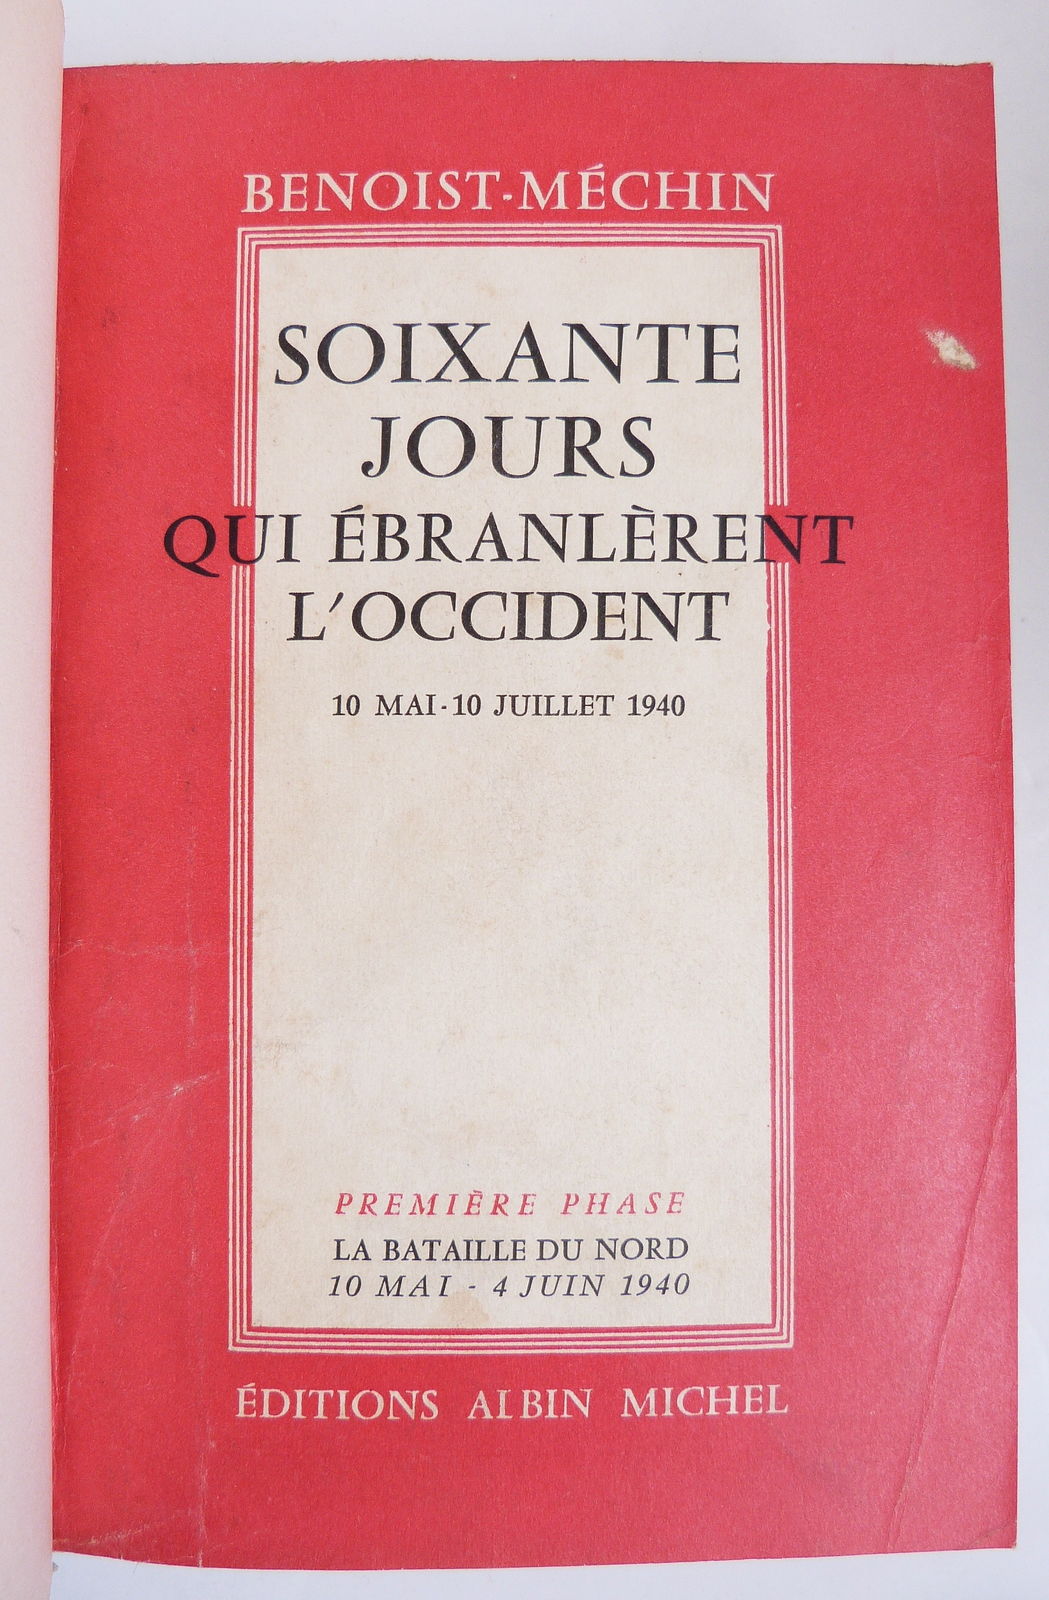 BENOIST-MÉCHIN
SOIXANTE
JOURS
QUI ÉBRANLÈRENT
L'OCCIDENT
10 MAI-10 JUILLET 1940
PREMIÈRE PHASE
LA BATAILLE DU NORD
10 MAI - 4 JUIN 1940
ÉDITIONS ALBIN MICHEL